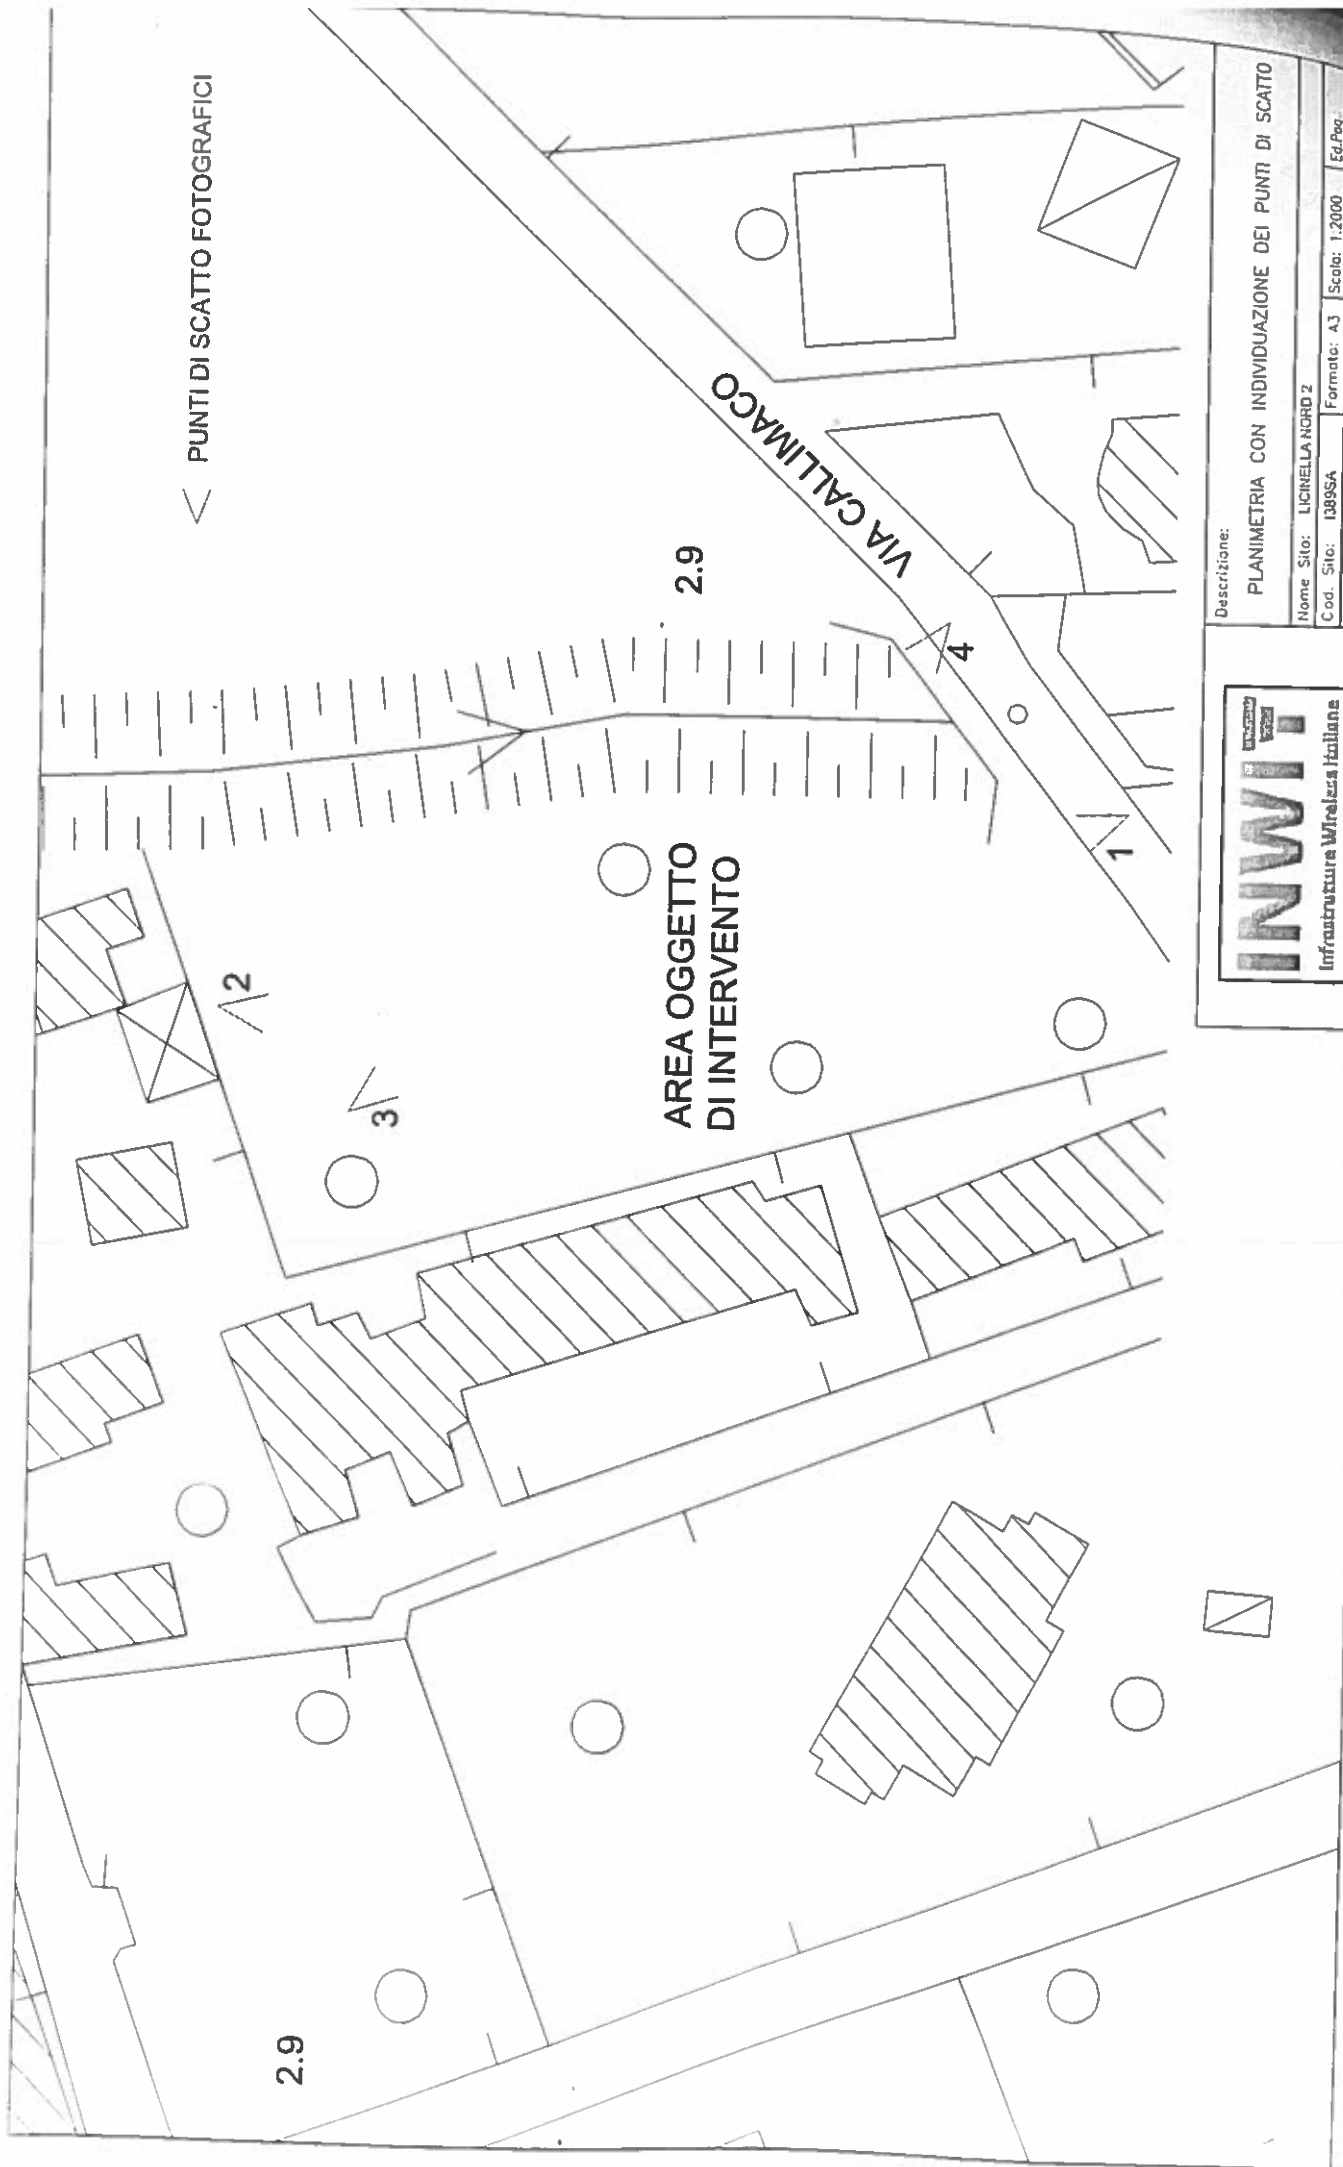 < PUNTI DI SCATTO FOTOGRAFICI
2.9
VIA CALLIMACO
4
1
2
3
AREA OGGETTO
DI INTERVENTO
2.9
Descrizione:
PLANIMETRIA CON INDIVIDUAZIONE DEI PUNTI DI SCATTO
Nome Sito: LICINELLA NORD 2
Cod. Sito: I389SA Formato: A3 Scala: 1:2000 Ed.Pag.
INWIT
Infrastrutture Wireless Italiane